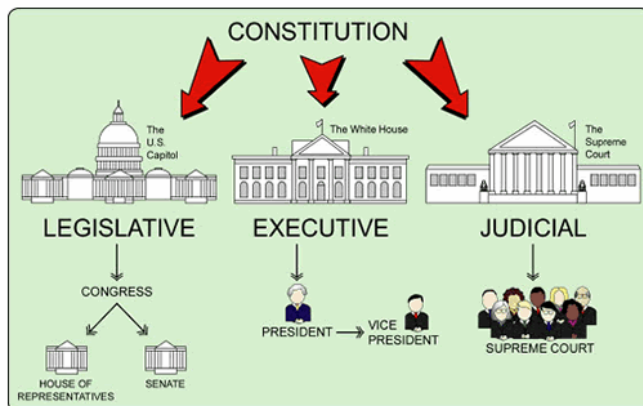 CONSTITUTION
The
U.S.
Capitol
The White House
The
Supreme
Court
LEGISLATIVE
EXECUTIVE
JUDICIAL
CONGRESS
HOUSE OF
REPRESENTATIVES
SENATE
PRESIDENT
VICE
PRESIDENT
SUPREME COURT